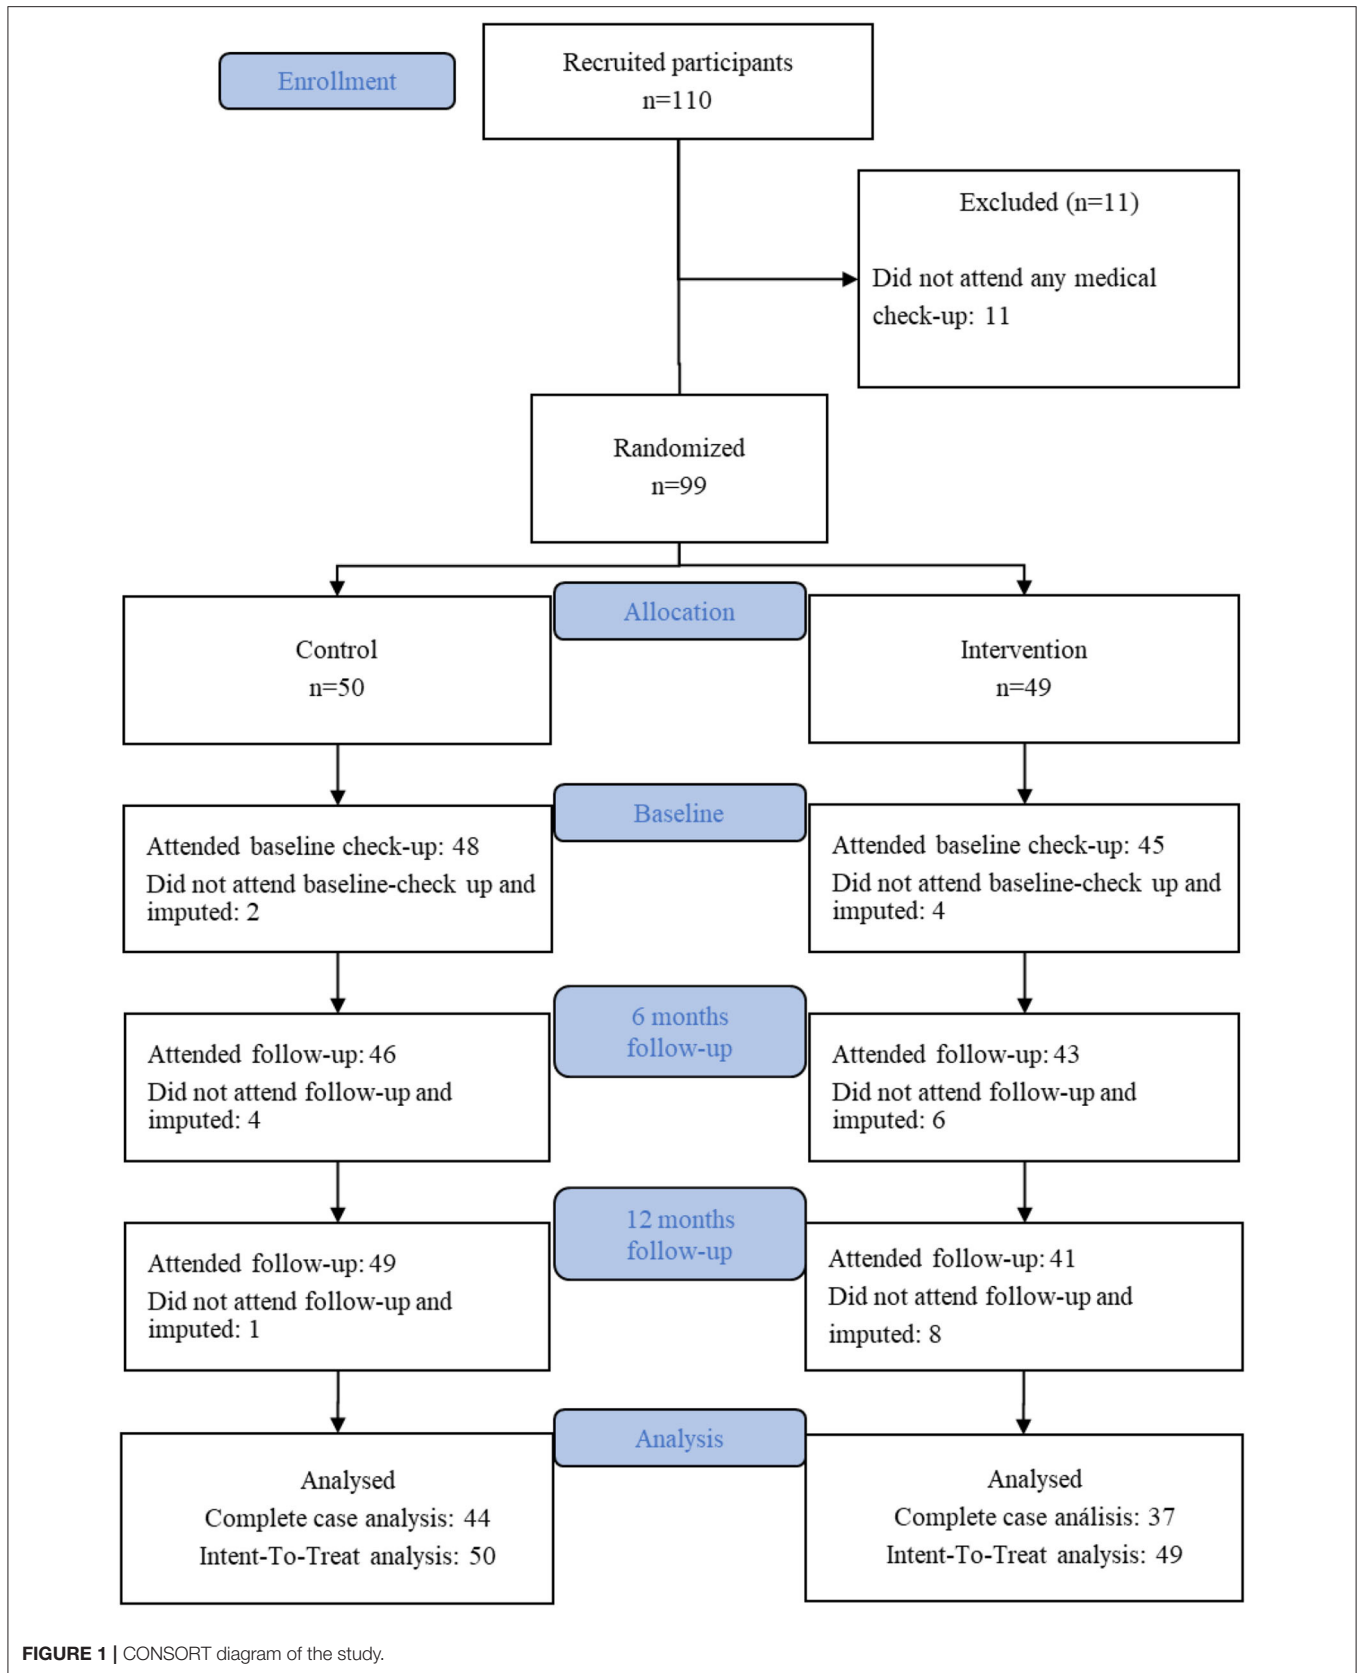 Enrollment
Recruited participants
n=110
Excluded (n=11)
Did not attend any medical
check-up: 11
Randomized
n=99
Allocation
Control
n=50
Intervention
n=49
Baseline
Attended baseline check-up: 48
Did not attend baseline-check up and
imputed: 2
Attended baseline check-up: 45
Did not attend baseline-check up and
imputed: 4
6 months
follow-up
Attended follow-up: 46
Did not attend follow-up and
imputed: 4
Attended follow-up: 43
Did not attend follow-up and
imputed: 6
12 months
follow-up
Attended follow-up: 49
Did not attend follow-up and
imputed: 1
Attended follow-up: 41
Did not attend follow-up and
imputed: 8
Analysis
Analysed
Complete case analysis: 44
Intent-To-Treat analysis: 50
Analysed
Complete case análisis: 37
Intent-To-Treat analysis: 49
FIGURE 1 | CONSORT diagram of the study.